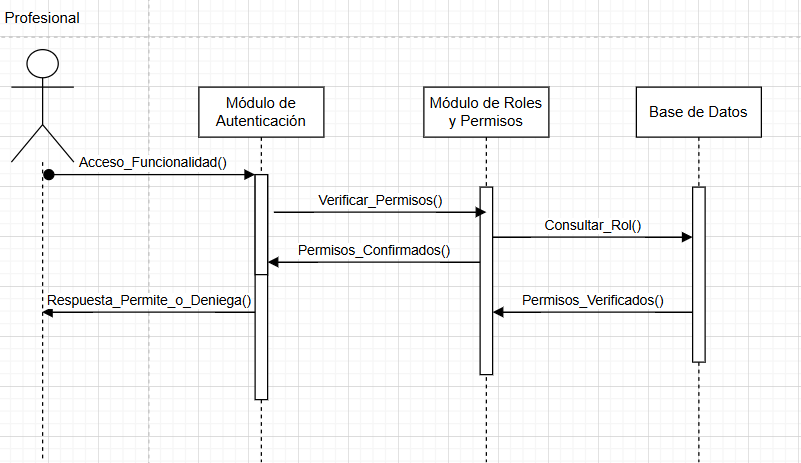 Profesional
Módulo de
Autenticación
Módulo de Roles
y Permisos
Base de Datos
Acceso_Funcionalidad()
Verificar_Permisos()
Consultar_Rol()
Permisos_Confirmados()
Respuesta_Permite_o_Deniega()
Permisos_Verificados()